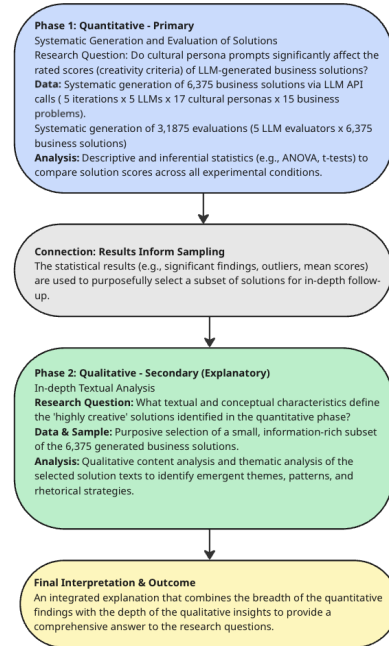 Phase 1: Quantitative - Primary
Systematic Generation and Evaluation of Solutions
Research Question: Do cultural persona prompts significantly affect the
rated scores (creativity criteria) of LLM-generated business solutions?
Data: Systematic generation of 6,375 business solutions via LLM API
calls ( 5 iterations x 5 LLMs x 17 cultural personas x 15 business
problems).
Systematic generation of 3,1875 evaluations (5 LLM evaluators x 6,375
business solutions)
Analysis: Descriptive and inferential statistics (e.g., ANOVA, t-tests) to
compare solution scores across all experimental conditions.
Connection: Results Inform Sampling
The statistical results (e.g., significant findings, outliers, mean scores)
are used to purposefully select a subset of solutions for in-depth follow-
up.
Phase 2: Qualitative - Secondary (Explanatory)
In-depth Textual Analysis
Research Question: What textual and conceptual characteristics define
the 'highly creative' solutions identified in the quantitative phase?
Data & Sample: Purposive selection of a small, information-rich subset
of the 6,375 generated business solutions.
Analysis: Qualitative content analysis and thematic analysis of the
selected solution texts to identify emergent themes, patterns, and
rhetorical strategies.
Final Interpretation & Outcome
An integrated explanation that combines the breadth of the quantitative
findings with the depth of the qualitative insights to provide a
comprehensive answer to the research questions.